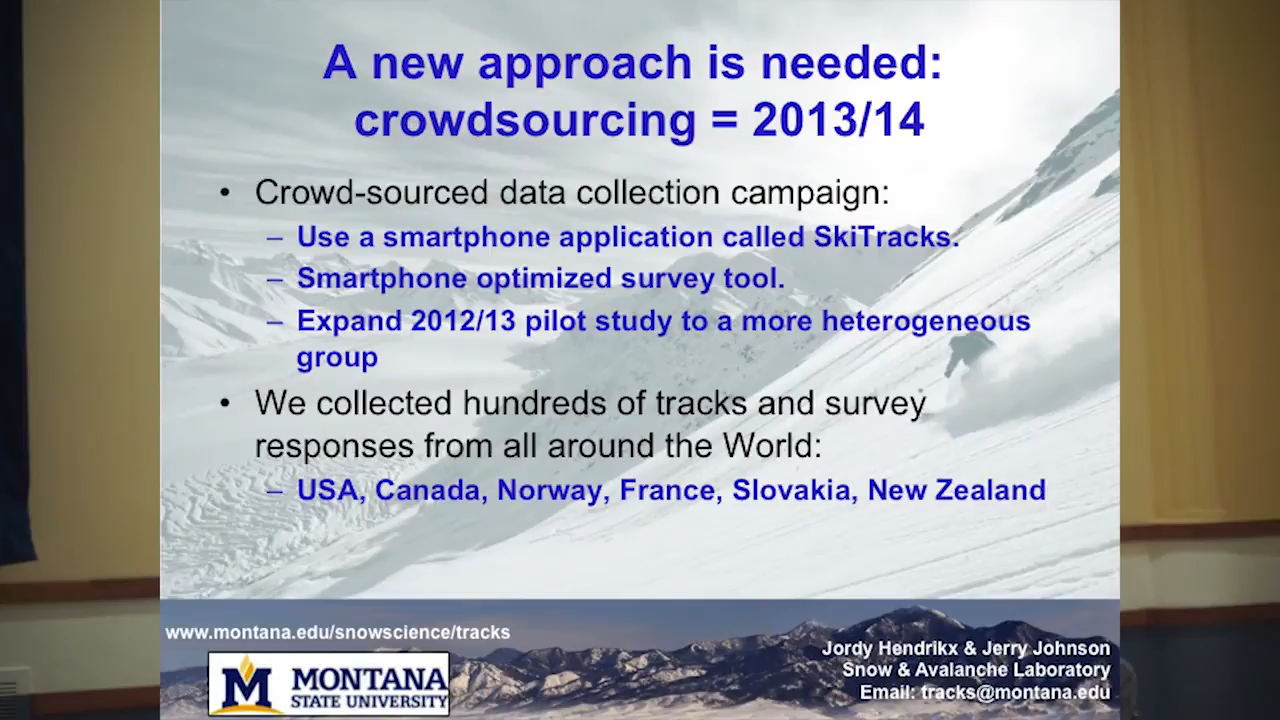 A new approach is needed:
crowdsourcing = 2013/14
• Crowd-sourced data collection campaign:
– Use a smartphone application called SkiTracks.
– Smartphone optimized survey tool.
– Expand 2012/13 pilot study to a more heterogeneous
group
• We collected hundreds of tracks and survey
responses from all around the World:
– USA, Canada, Norway, France, Slovakia, New Zealand
www.montana.edu/snowscience/tracks
M MONTANA
STATE UNIVERSITY
Jordy Hendrikx & Jerry Johnson
Snow & Avalanche Laboratory
Email: tracks@montana.edu